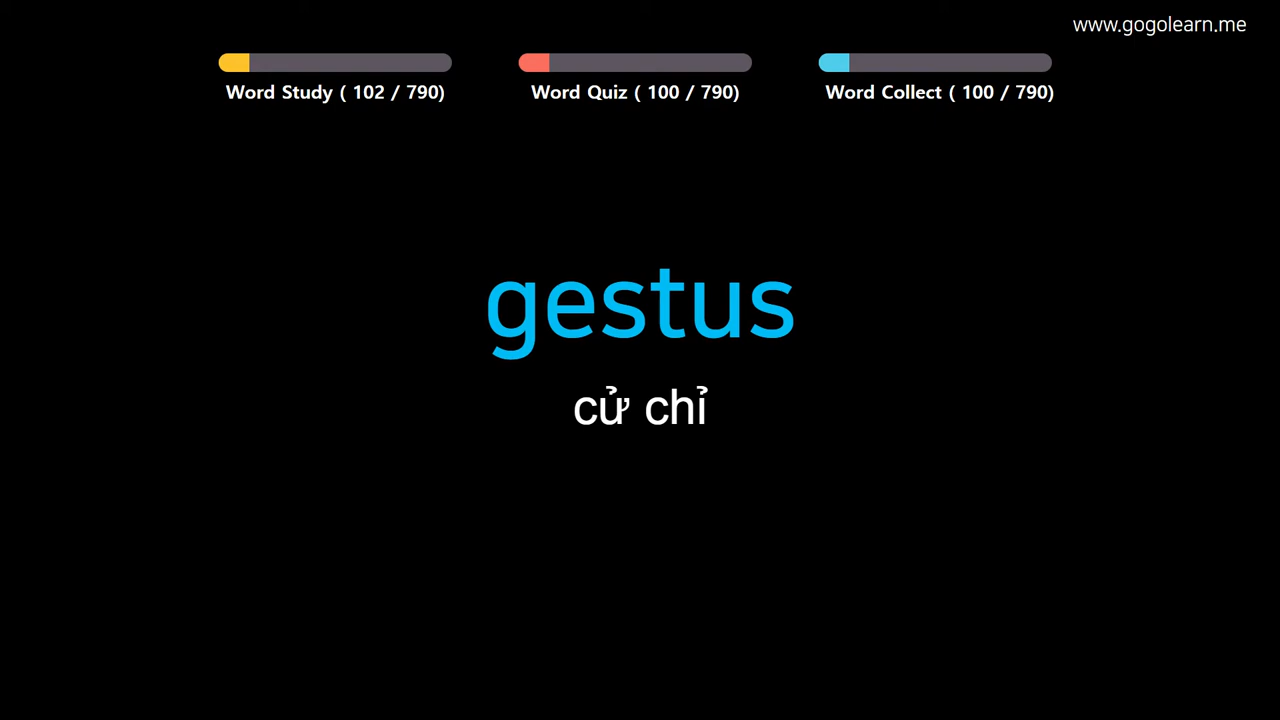 www.gogolearn.me
Word Study ( 102 / 790)
Word Quiz ( 100 / 790)
Word Collect ( 100 / 790)
gestus
cử chỉ